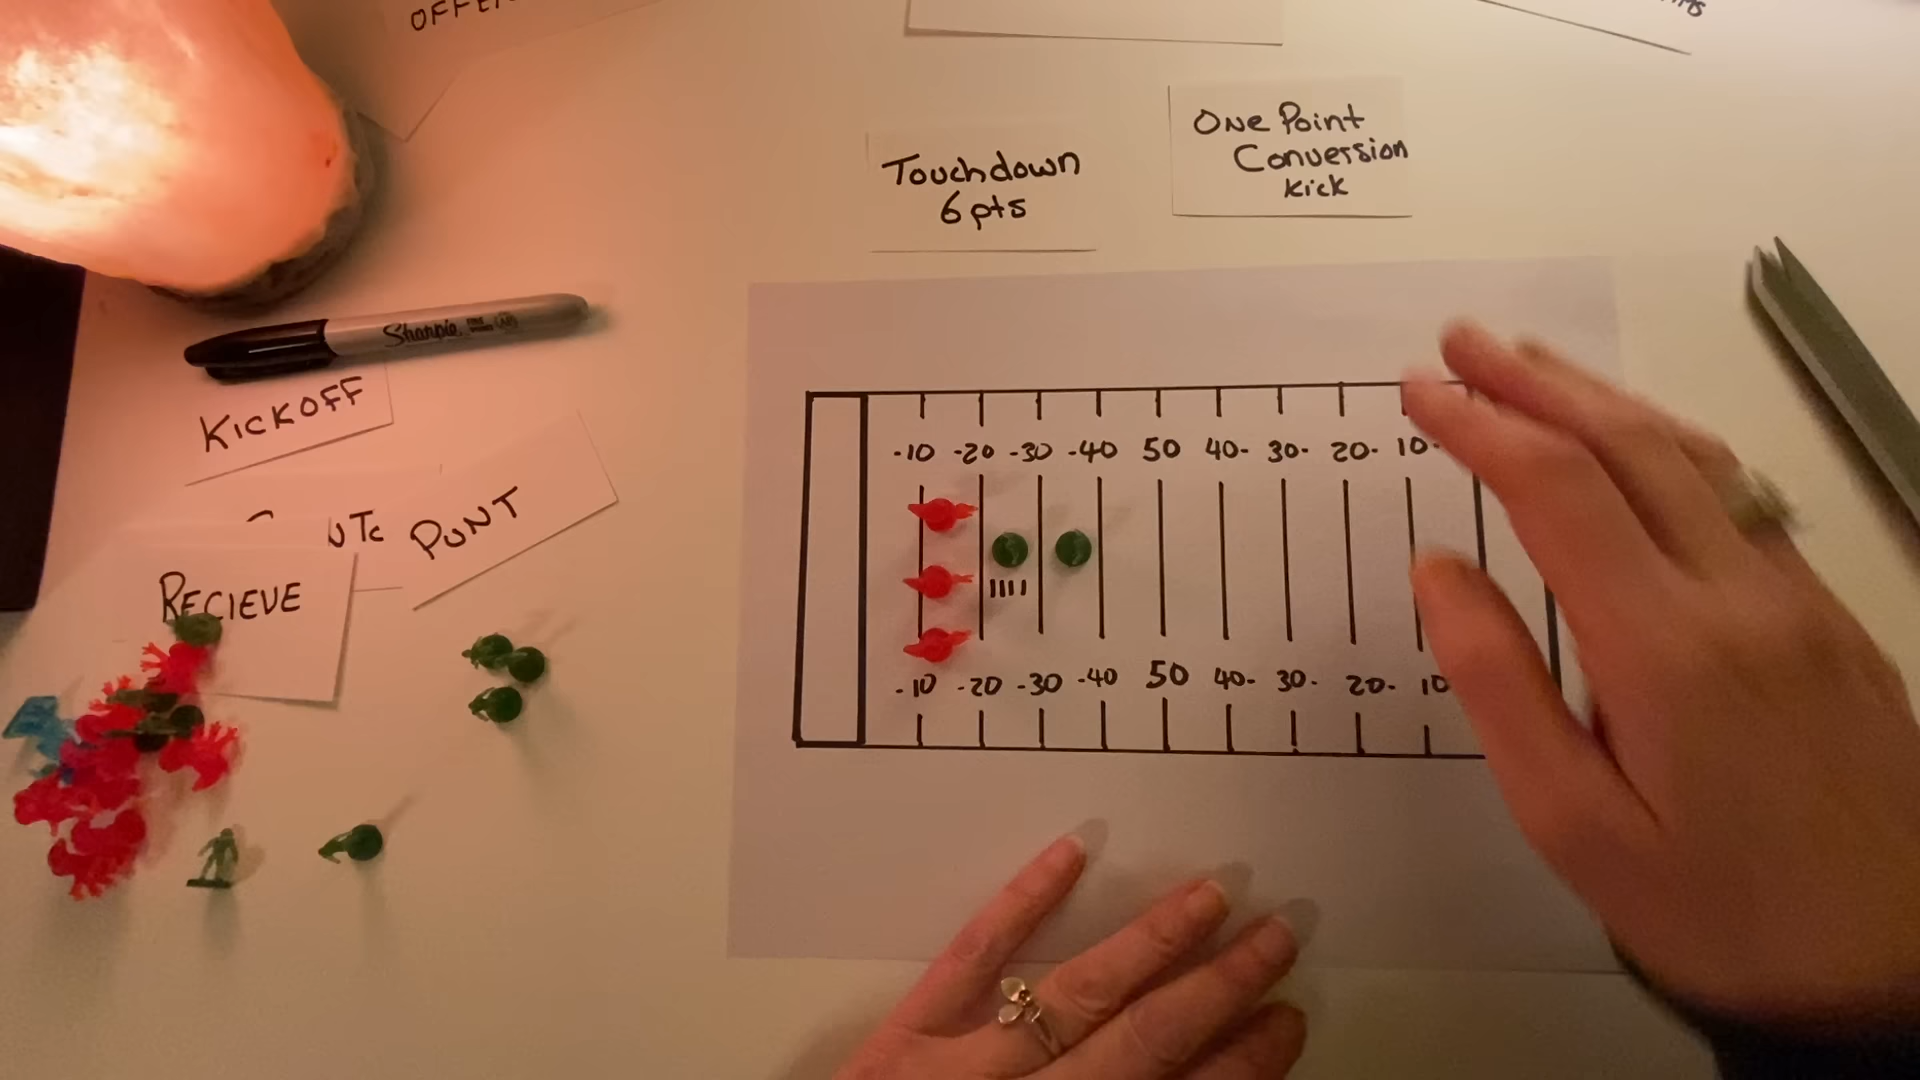 Touchdown
6 pts
One Point
Conversion
Kick
Sharpie
KICKOFF
PUNT
RECIEVE
-10 -20 -30 -40 50 40- 30- 20- 10-
-10 -20 -30 -40 50 40- 30- 20- 10